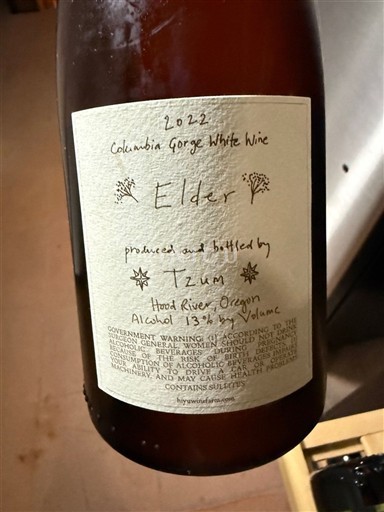 2022
Columbia Gorge White Wine
Elder
produced and bottled by
Tzum
Hood River, Oregon
Alcohol 13% by Volume
GOVERNMENT WARNING: (1) ACCORDING TO THE
SURGEON GENERAL, WOMEN SHOULD NOT DRINK
ALCOHOLIC BEVERAGES DURING PREGNANCY
BECAUSE OF THE RISK OF BIRTH DEFECTS. (2)
CONSUMPTION OF ALCOHOLIC BEVERAGES IMPAIRS
YOUR ABILITY TO DRIVE A CAR OR OPERATE
MACHINERY, AND MAY CAUSE HEALTH PROBLEMS
CONTAINS SULFITES
hiyuwinefarm.com